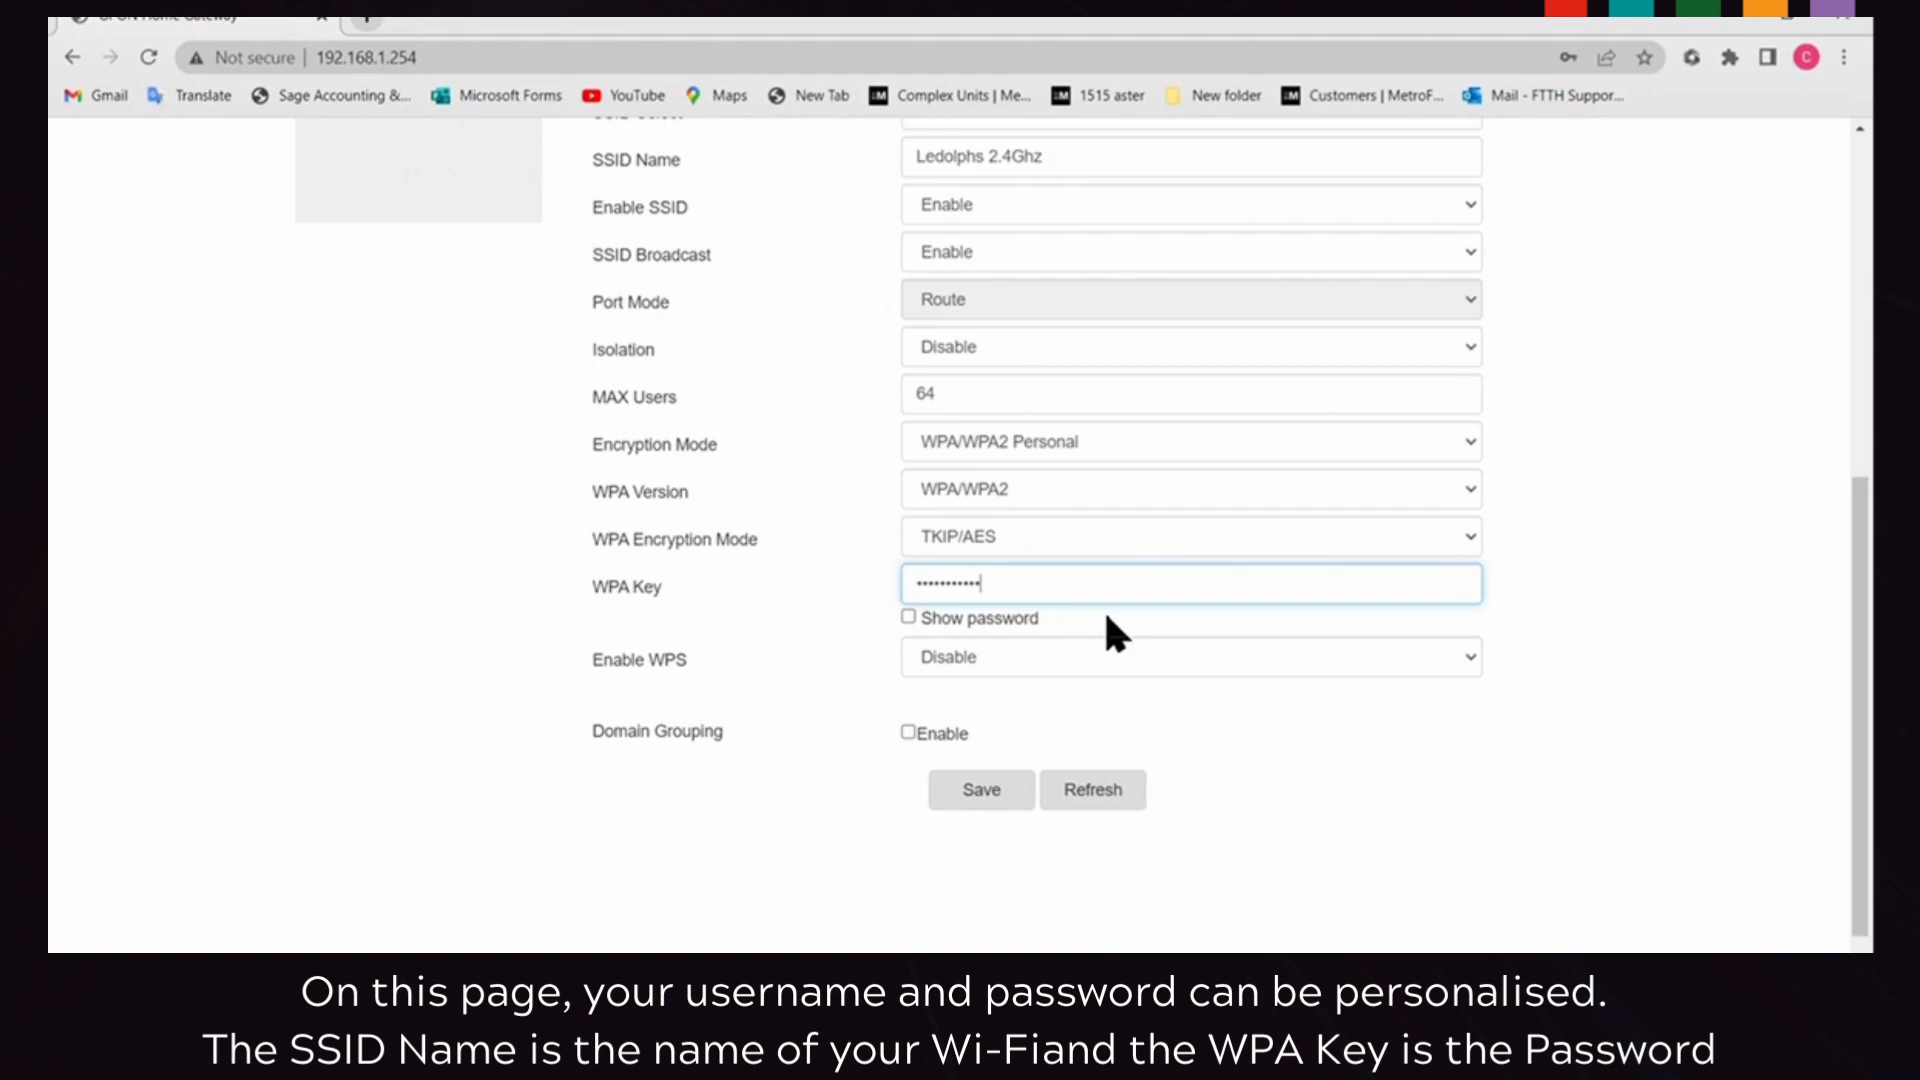 GPON Home Gateway
Not secure | 192.168.1.254
C
Gmail Translate Sage Accounting &... Microsoft Forms YouTube Maps New Tab Complex Units | Me... 1515 aster New folder Customers | MetroF... Mail - FTTH Suppor...
SSID Select
SSID Name Ledolphs 2.4Ghz
Enable SSID Enable
SSID Broadcast Enable
Port Mode Route
Isolation Disable
MAX Users 64
Encryption Mode WPA/WPA2 Personal
WPA Version WPA/WPA2
WPA Encryption Mode TKIP/AES
WPA Key •••••••••••
Show password
Enable WPS Disable
Domain Grouping Enable
Save Refresh
On this page, your username and password can be personalised.
The SSID Name is the name of your Wi-Fiand the WPA Key is the Password